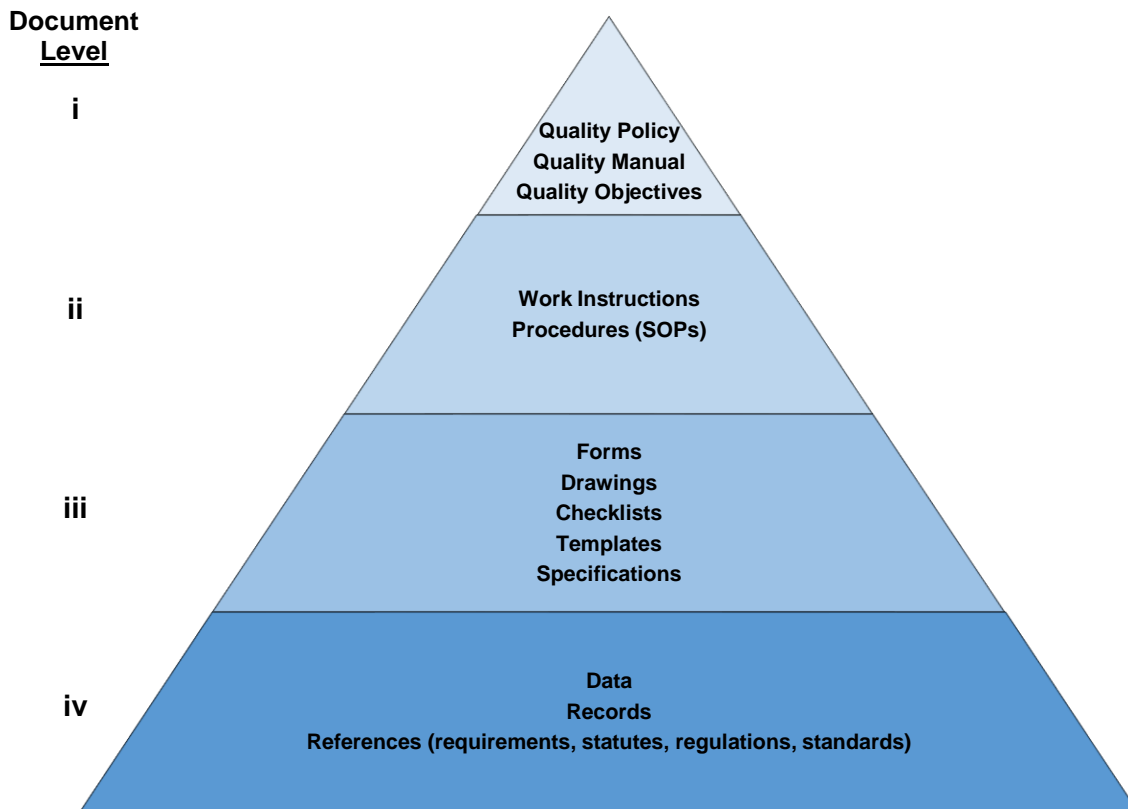 Document
Level
i
Quality Policy
Quality Manual
Quality Objectives
ii
Work Instructions
Procedures (SOPs)
iii
Forms
Drawings
Checklists
Templates
Specifications
iv
Data
Records
References (requirements, statutes, regulations, standards)